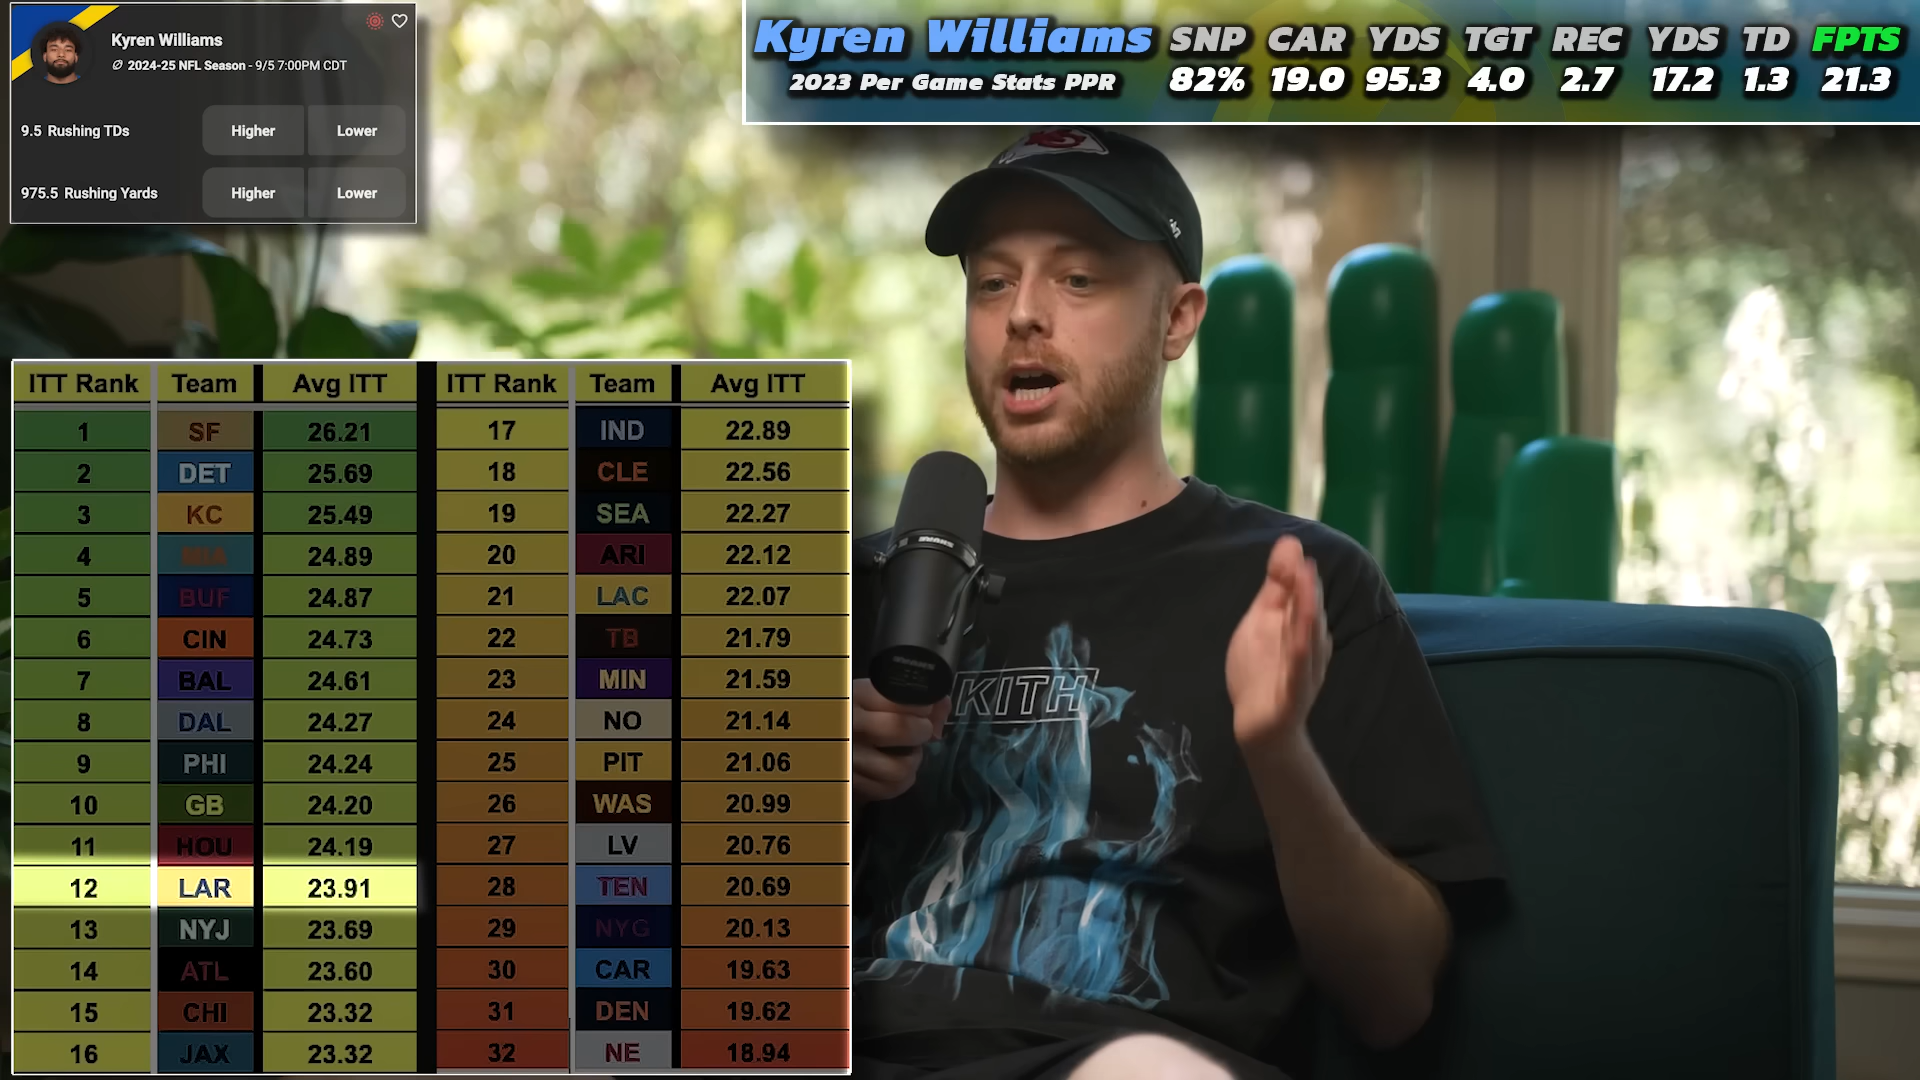 Kyren Williams
2024-25 NFL Season - 9/5 7:00PM CDT
9.5 Rushing TDs Higher Lower
975.5 Rushing Yards Higher Lower
Kyren Williams SNP CAR YDS TGT REC YDS TD FPTS
2023 Per Game Stats PPR 82% 19.0 95.3 4.0 2.7 17.2 1.3 21.3
ITT Rank Team Avg ITT ITT Rank Team Avg ITT
1 SF 26.21 17 IND 22.89
2 DET 25.69 18 CLE 22.56
3 KC 25.49 19 SEA 22.27
4 MIA 24.89 20 ARI 22.12
5 BUF 24.87 21 LAC 22.07
6 CIN 24.73 22 TB 21.79
7 BAL 24.61 23 MIN 21.59
8 DAL 24.27 24 NO 21.14
9 PHI 24.24 25 PIT 21.06
10 GB 24.20 26 WAS 20.99
11 HOU 24.19 27 LV 20.76
12 LAR 23.91 28 TEN 20.69
13 NYJ 23.69 29 NYG 20.13
14 ATL 23.60 30 CAR 19.63
15 CHI 23.32 31 DEN 19.62
16 JAX 23.32 32 NE 18.94
KITH